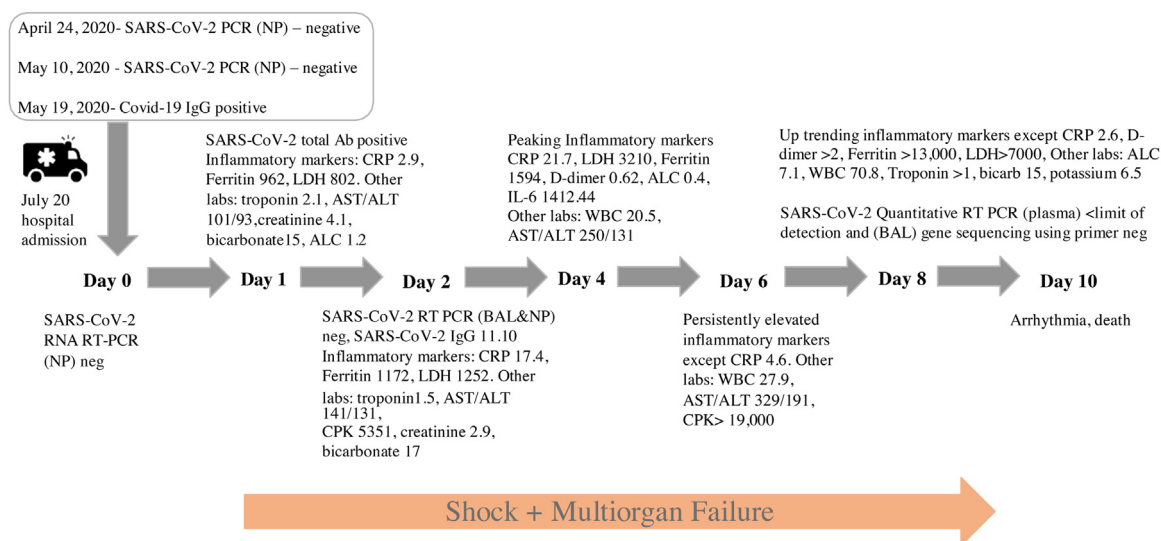 April 24, 2020- SARS-CoV-2 PCR (NP) – negative
May 10, 2020 - SARS-CoV-2 PCR (NP) – negative
May 19, 2020- Covid-19 IgG positive
July 20
hospital
admission
SARS-CoV-2 total Ab positive
Inflammatory markers: CRP 2.9,
Ferritin 962, LDH 802. Other
labs: troponin 2.1, AST/ALT
101/93,creatinine 4.1,
bicarbonate15, ALC 1.2
Peaking Inflammatory markers
CRP 21.7, LDH 3210, Ferritin
1594, D-dimer 0.62, ALC 0.4,
IL-6 1412.44
Other labs: WBC 20.5,
AST/ALT 250/131
Up trending inflammatory markers except CRP 2.6, D-
dimer >2, Ferritin >13,000, LDH>7000, Other labs: ALC
7.1, WBC 70.8, Troponin >1, bicarb 15, potassium 6.5
SARS-CoV-2 Quantitative RT PCR (plasma) <limit of
detection and (BAL) gene sequencing using primer neg
Day 0
Day 1
Day 2
Day 4
Day 6
Day 8
Day 10
SARS-CoV-2
RNA RT-PCR
(NP) neg
SARS-CoV-2 RT PCR (BAL&NP)
neg, SARS-CoV-2 IgG 11.10
Inflammatory markers: CRP 17.4,
Ferritin 1172, LDH 1252. Other
labs: troponin1.5, AST/ALT
141/131,
CPK 5351, creatinine 2.9,
bicarbonate 17
Persistently elevated
inflammatory markers
except CRP 4.6. Other
labs: WBC 27.9,
AST/ALT 329/191,
CPK> 19,000
Arrhythmia, death
Shock + Multiorgan Failure